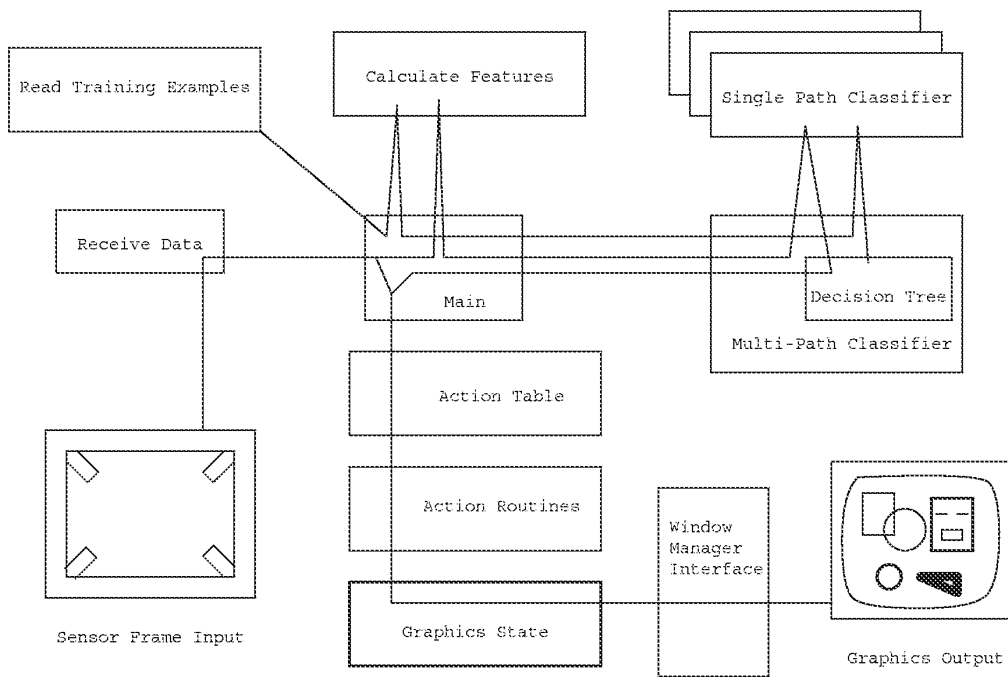 Read Training Examples
Calculate Features
Single Path Classifier
Receive Data
Main
Decision Tree
Multi-Path Classifier
Action Table
Action Routines
Window
Manager
Interface
Graphics State
Sensor Frame Input
Graphics Output